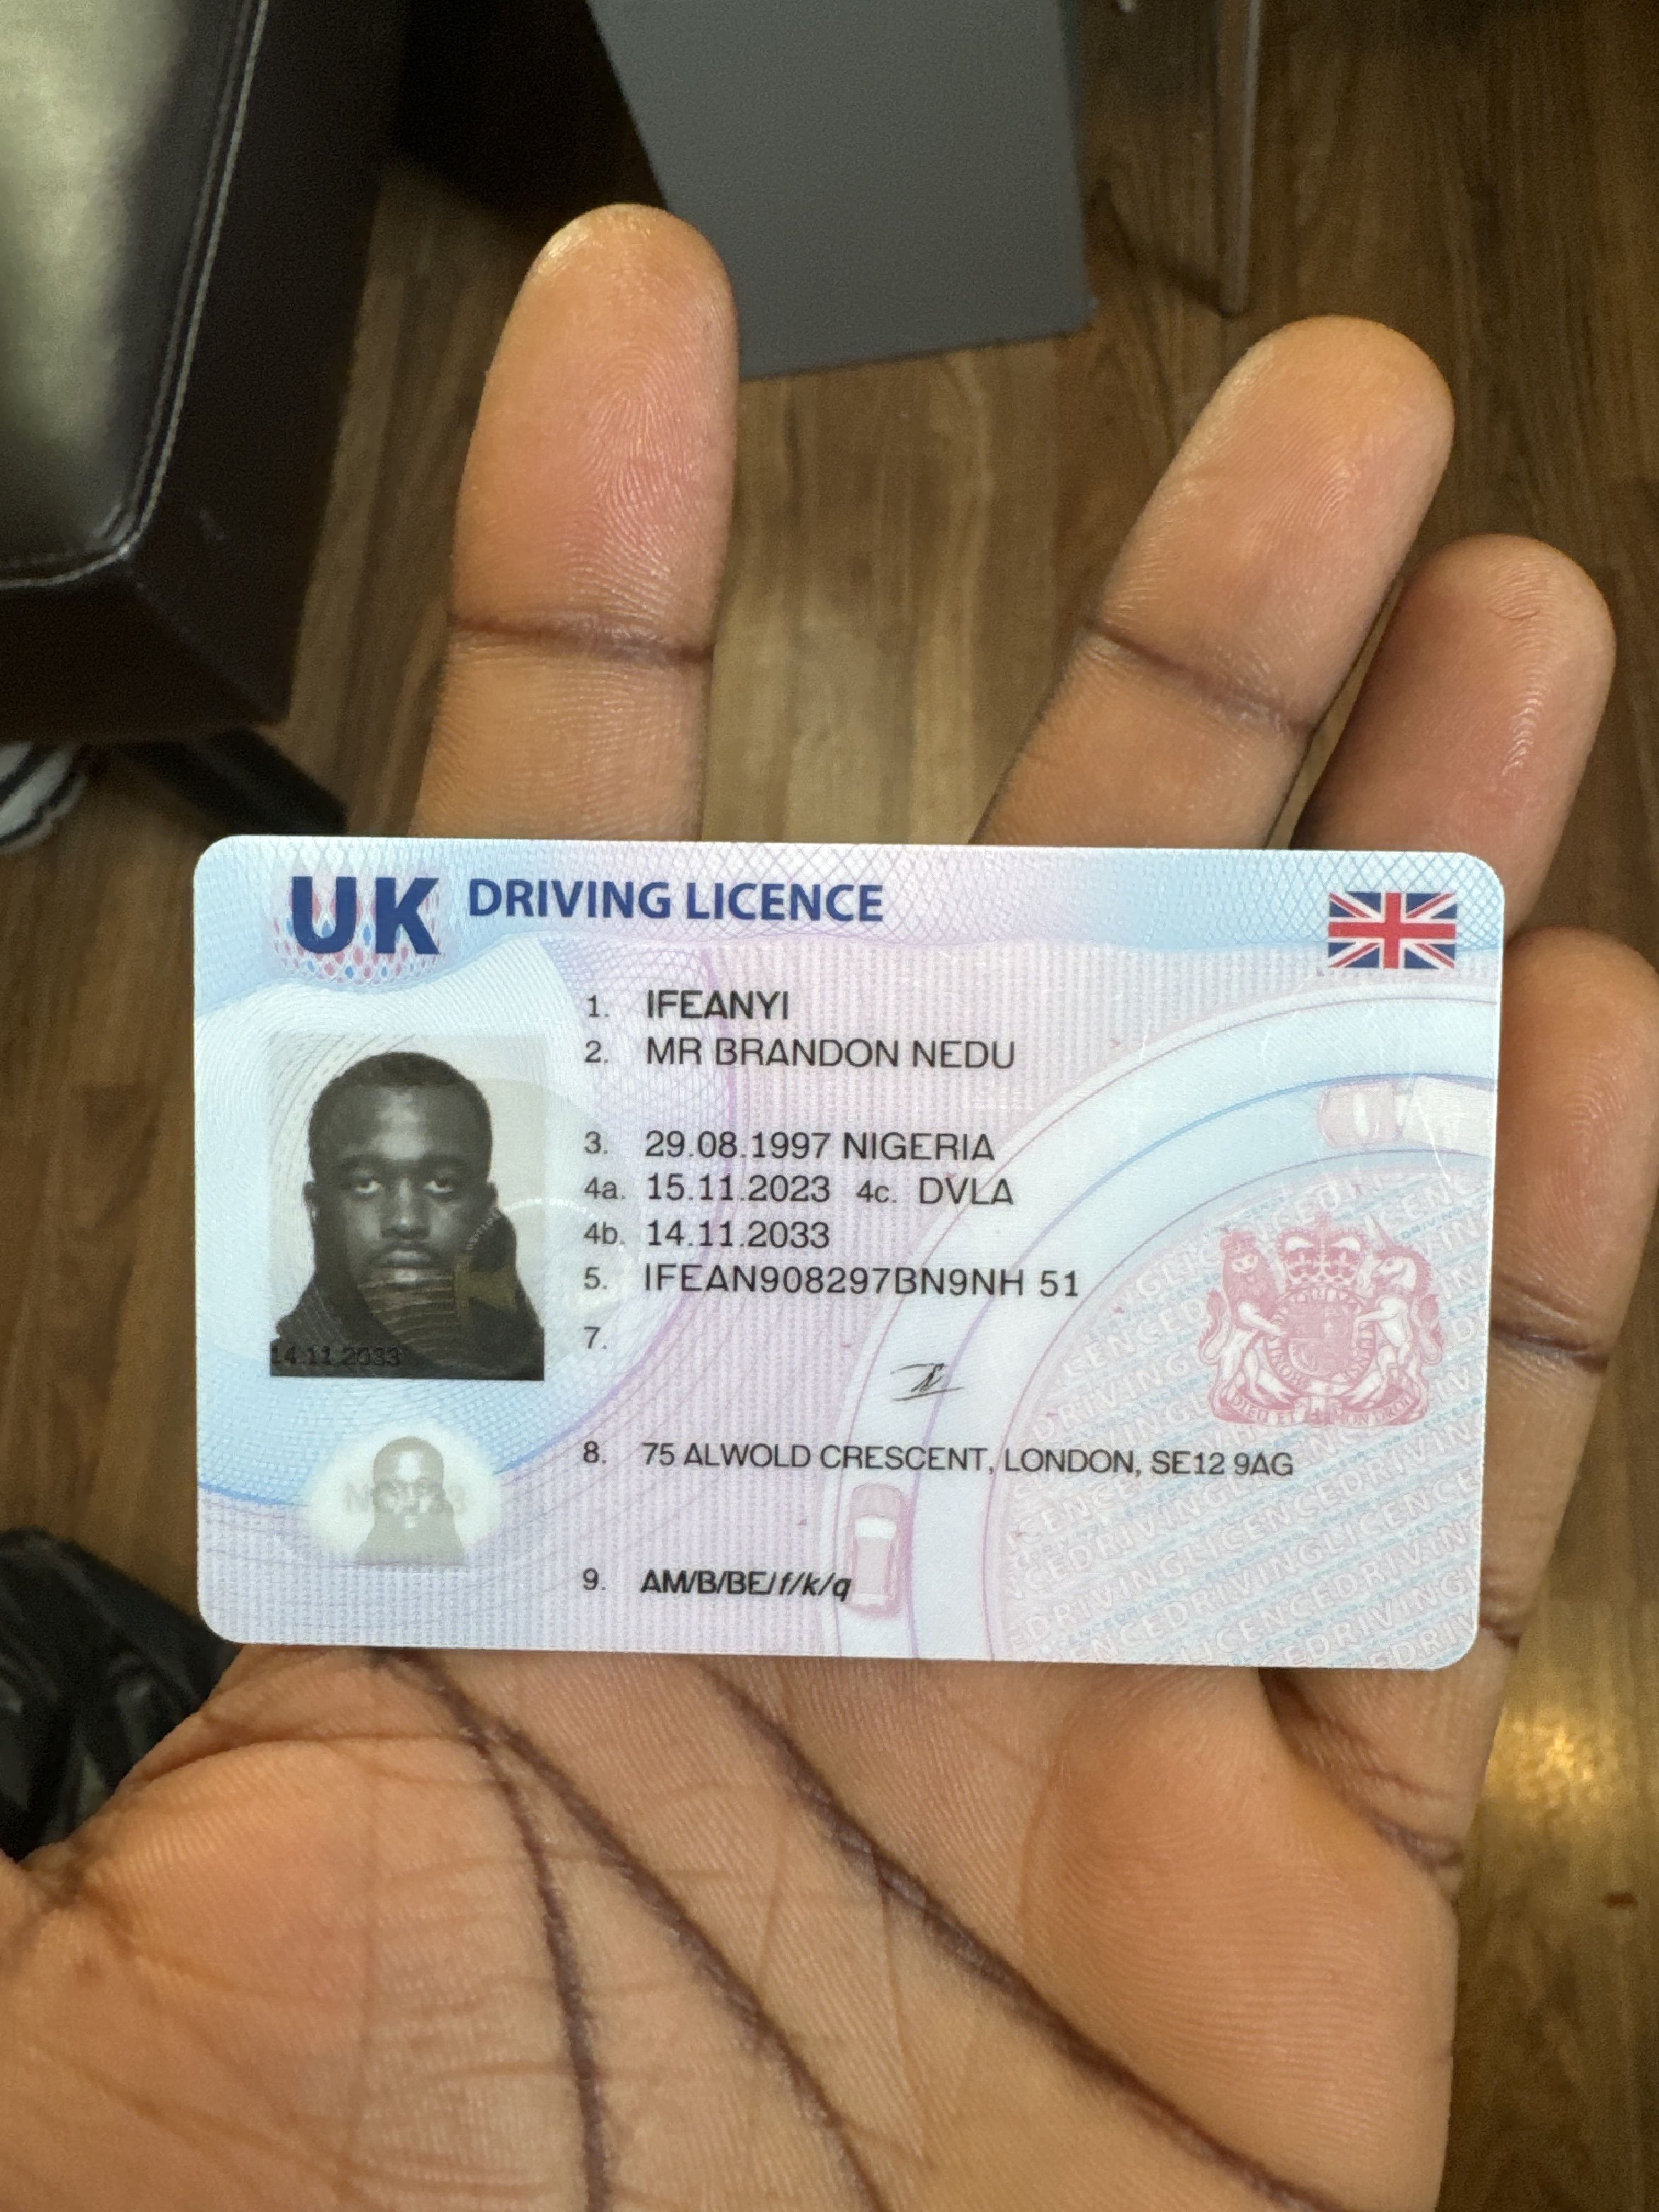 UK DRIVING LICENCE
1. IFEANYI
2. MR BRANDON NEDU
3. 29.08.1997 NIGERIA
4a. 15.11.2023 4c. DVLA
4b. 14.11.2033
5. IFEAN908297BN9NH 51
14.11.2033
7.
DIEU ET MON DROIT
8. 75 ALWOLD CRESCENT, LONDON, SE12 9AG
9. AM/B/BE/f/k/q